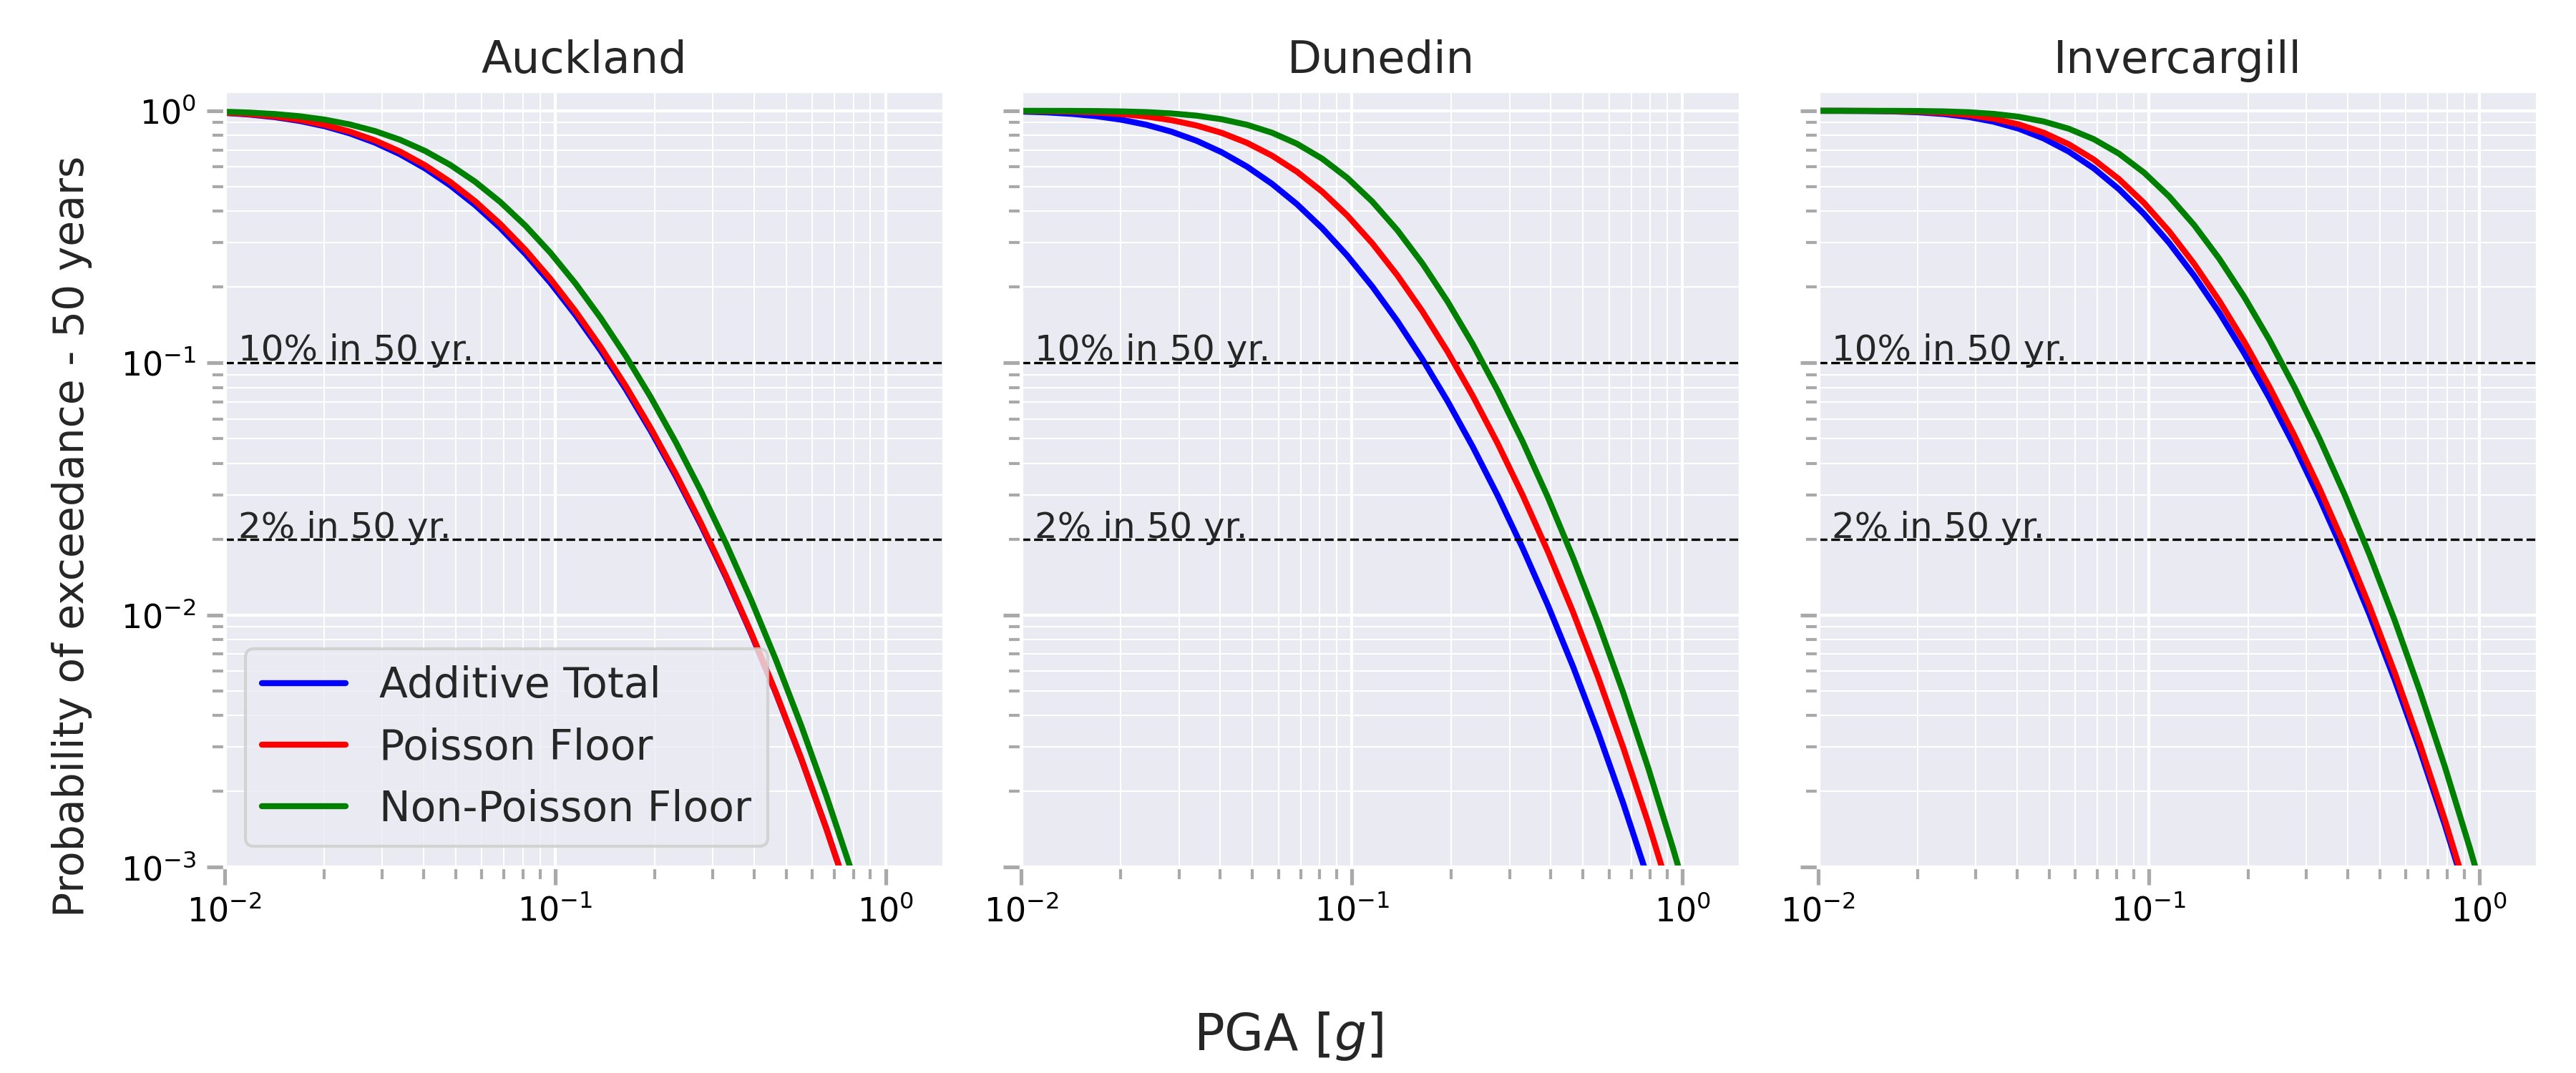 Auckland
Dunedin
Invercargill
Probability of exceedance - 50 years
10⁰
10⁻¹
10⁻²
10⁻³
10% in 50 yr.
2% in 50 yr.
Additive Total
Poisson Floor
Non-Poisson Floor
10⁻²
10⁻¹
10⁰
10% in 50 yr.
2% in 50 yr.
10⁻²
10⁻¹
10⁰
10% in 50 yr.
2% in 50 yr.
10⁻²
10⁻¹
10⁰
PGA [g]